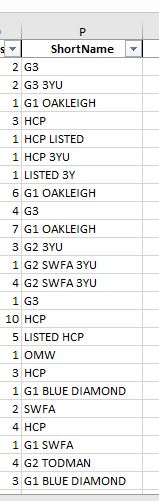 P
s ShortName
2 G3
2 G3 3YU
1 G1 OAKLEIGH
3 HCP
1 HCP LISTED
1 HCP 3YU
1 LISTED 3Y
6 G1 OAKLEIGH
4 G3
7 G1 OAKLEIGH
3 G2 3YU
1 G2 SWFA 3YU
4 G2 SWFA 3YU
1 G3
10 HCP
5 LISTED HCP
1 OMW
3 HCP
1 G1 BLUE DIAMOND
2 SWFA
4 HCP
1 G1 SWFA
4 G2 TODMAN
3 G1 BLUE DIAMOND